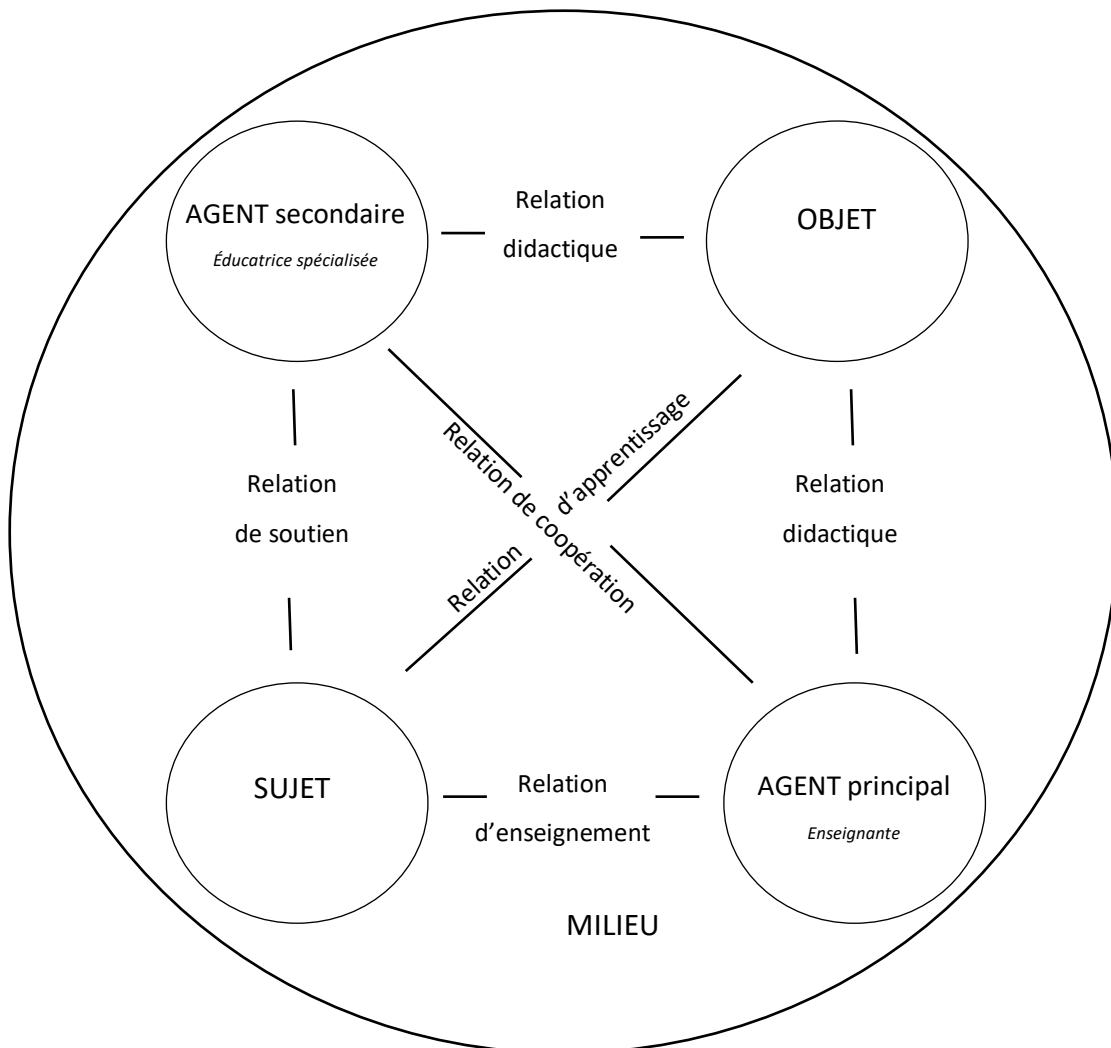 AGENT secondaire
Éducatrice spécialisée
Relation
didactique
OBJET
Relation
de soutien
Relation de coopération
Relation
d'apprentissage
Relation
didactique
SUJET
Relation
d'enseignement
AGENT principal
Enseignante
MILIEU